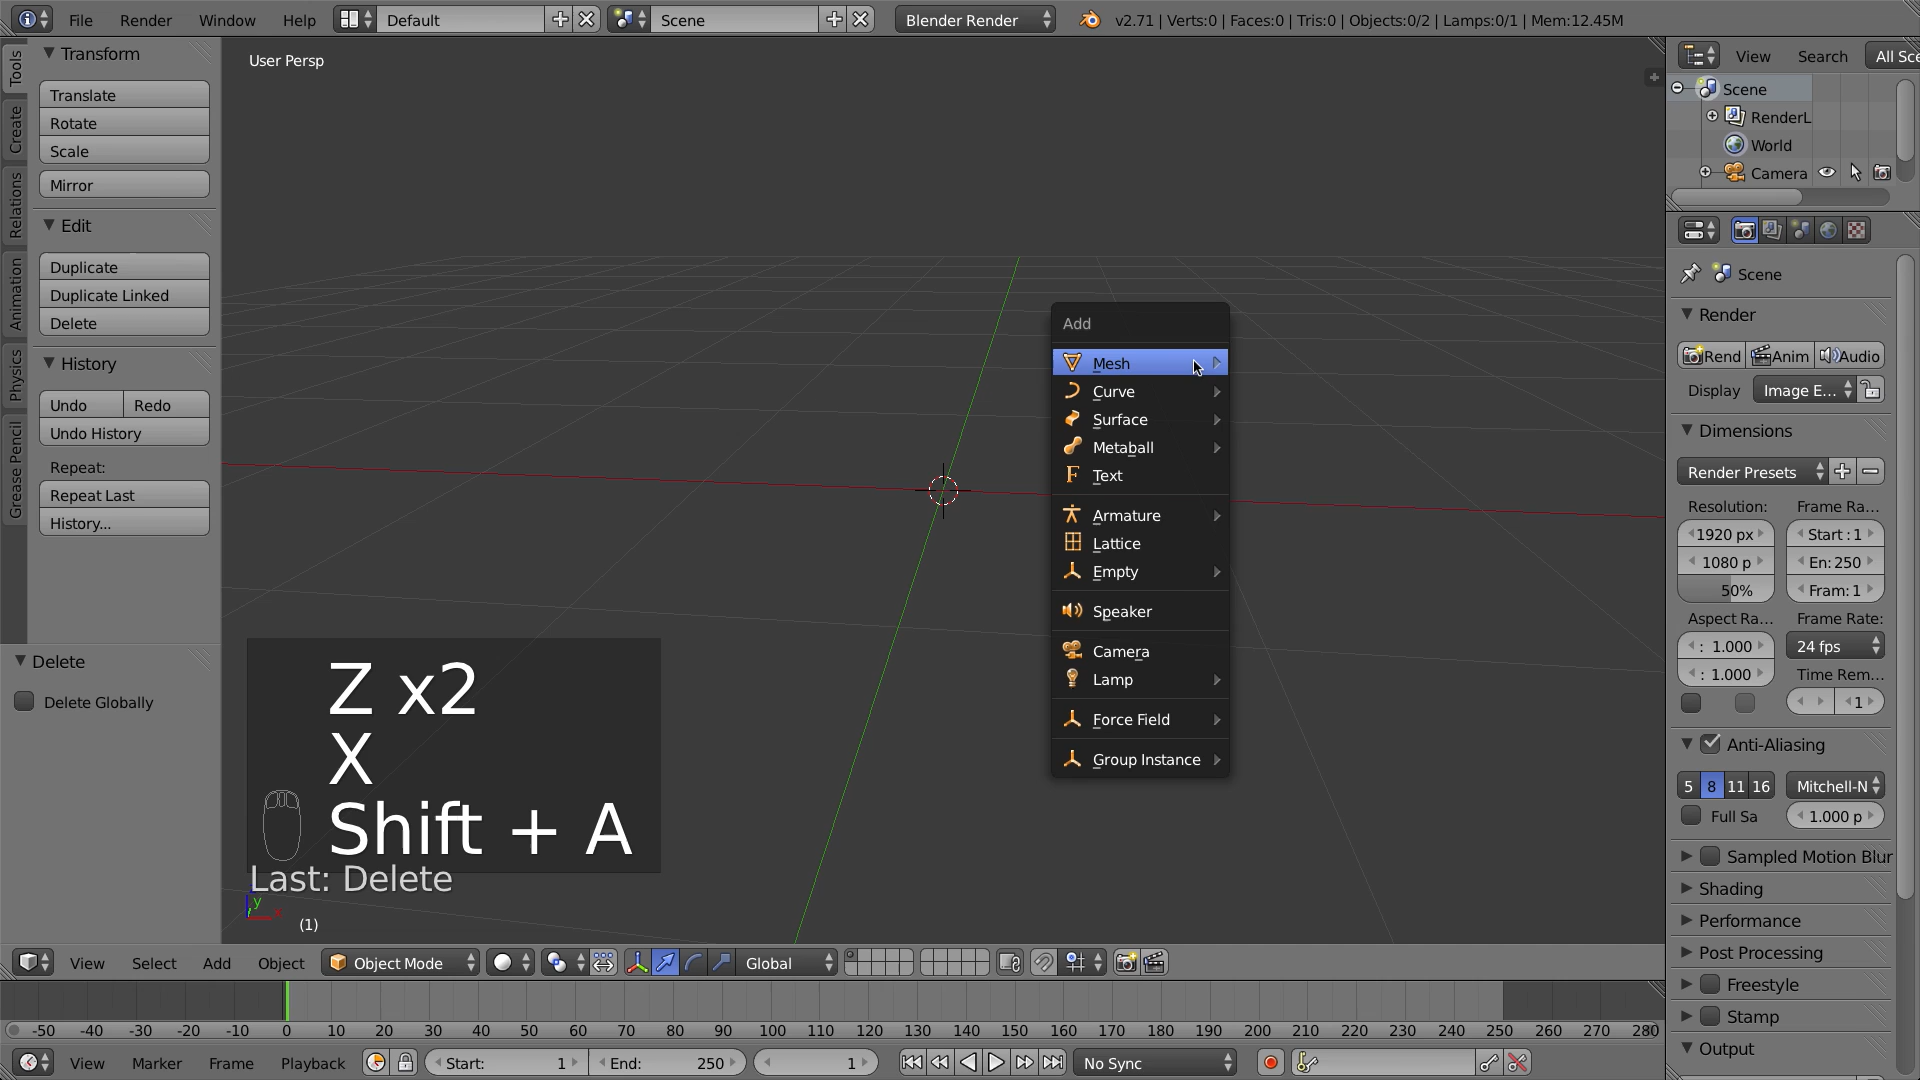 File Render Window Help Default Scene Blender Render v2.71 | Verts:0 | Faces:0 | Tris:0 | Objects:0/2 | Lamps:0/1 | Mem:12.45M
Tools
Create
Relations
Animation
Physics
Grease Pencil
Transform
Translate
Rotate
Scale
Mirror
Edit
Duplicate
Duplicate Linked
Delete
History
Undo Redo
Undo History
Repeat:
Repeat Last
History...
Delete
Delete Globally
User Persp
Add
Mesh
Curve
Surface
Metaball
Text
Armature
Lattice
Empty
Speaker
Camera
Lamp
Force Field
Group Instance
Z x2
X
Shift + A
Last: Delete
y
x
(1)
View Search All Sce
Scene
RenderL
World
Camera
Scene
Render
Rend Anim Audio
Display Image E...
Dimensions
Render Presets
Resolution: Frame Ra...
1920 px Start : 1
1080 p En: 250
50% Fram: 1
Aspect Ra... Frame Rate:
: 1.000 24 fps
: 1.000 Time Rem...
1
Anti-Aliasing
5 8 11 16 Mitchell-N
Full Sa 1.000 p
Sampled Motion Blur
Shading
Performance
Post Processing
Freestyle
Stamp
Output
View Select Add Object Object Mode Global
-50 -40 -30 -20 -10 0 10 20 30 40 50 60 70 80 90 100 110 120 130 140 150 160 170 180 190 200 210 220 230 240 250 260 270 280
View Marker Frame Playback Start: 1 End: 250 1 No Sync